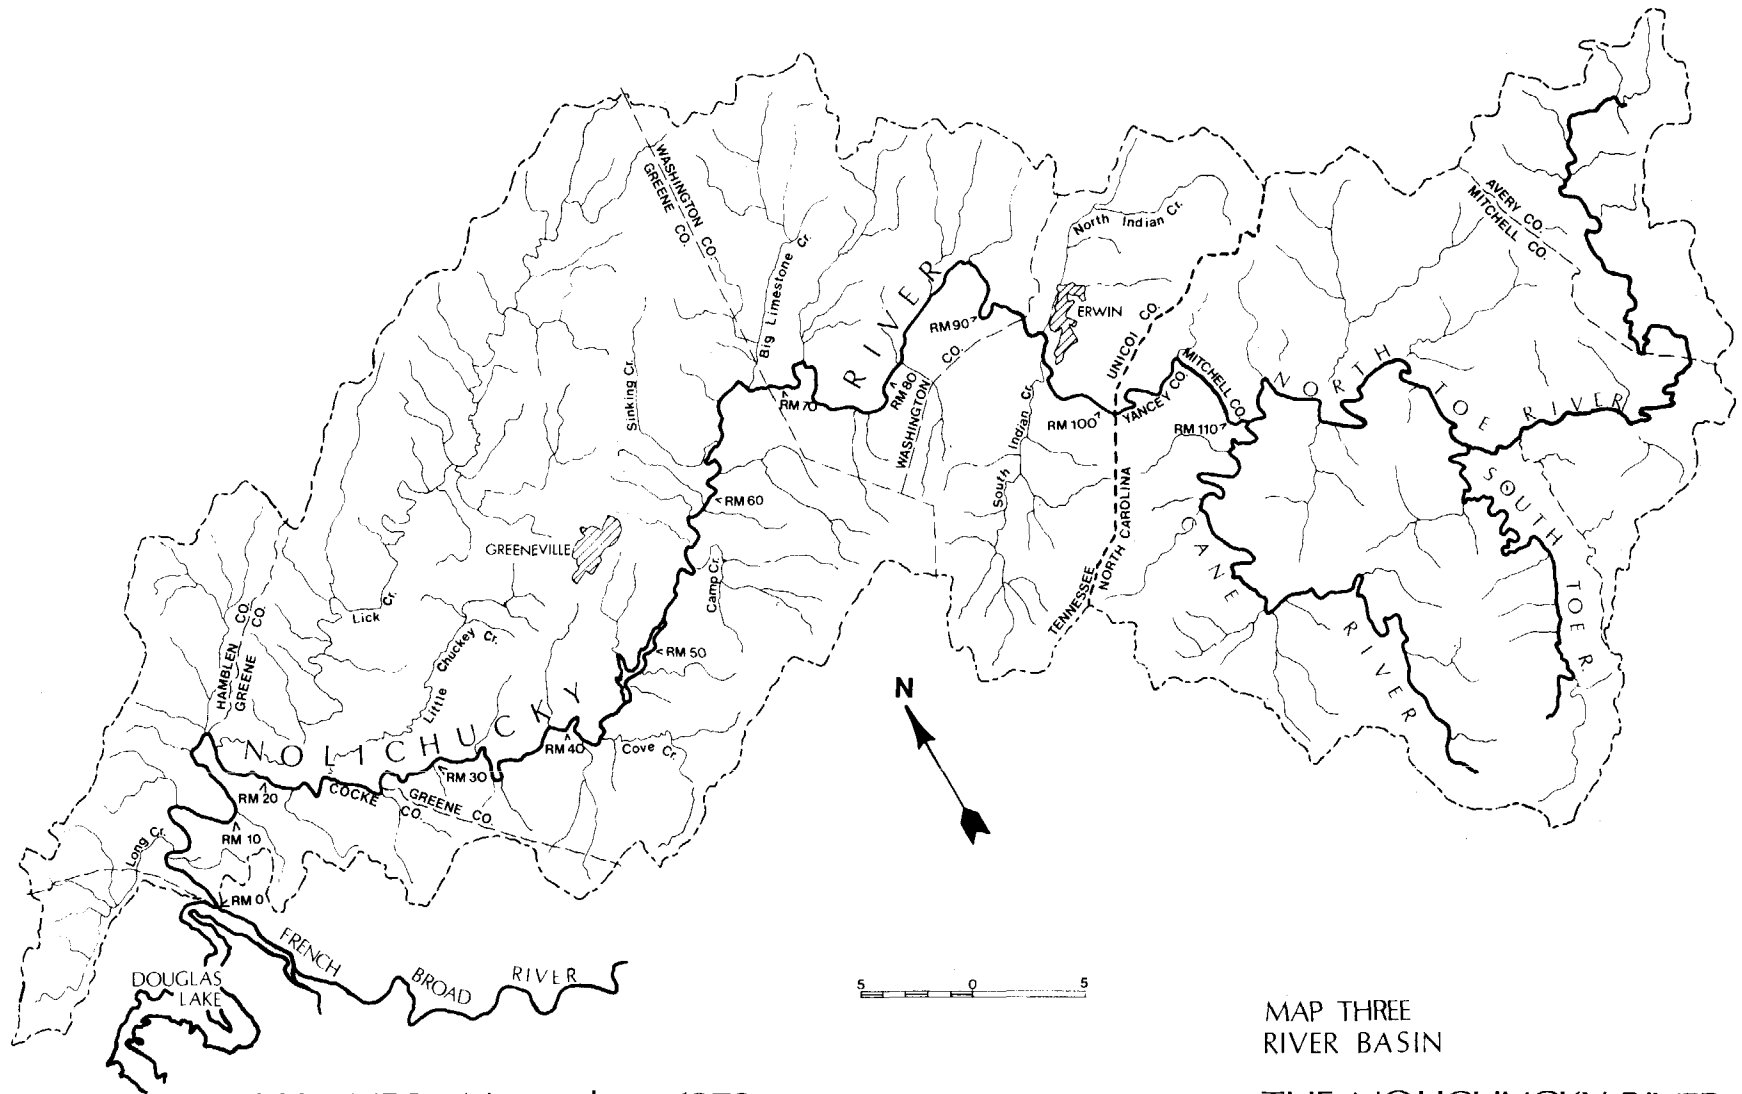 WASHINGTON CO.
GREENE CO.
Big Limestone Cr.
North Indian Cr.
AVERY CO.
MITCHELL CO.
RIVER
ERWIN
RM 90
CO.
UNICOI CO.
Sinking Cr.
RM 70
RM 80
WASHINGTON
South Indian Cr.
RM 100
YANCEY CO.
MITCHELL CO.
RM 110
NORTH TOE RIVER
RM 60
GREENEVILLE
Camp Cr.
TENNESSEE
NORTH CAROLINA
CANE RIVER
SOUTH TOE R
Lick Cr.
HAMBLEN CO.
GREENE CO.
Little Chuckey Cr.
RM 50
N
NOLICHUCKY
RM 40
Cove Cr.
RM 30
RM 20
COCKE CO.
GREENE CO.
RM 10
Long Cr.
RM 0
FRENCH BROAD RIVER
DOUGLAS
LAKE
5 0 5
MAP THREE
RIVER BASIN
THE NOLICHUCKY RIVER